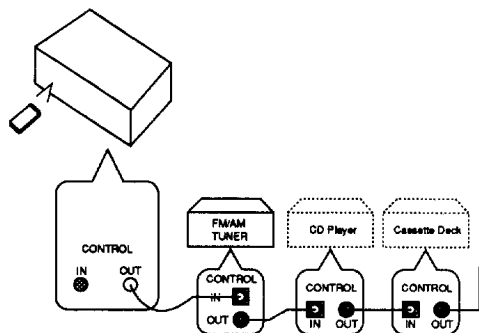 FM/AM
TUNER
CD Player
Cassette Deck
CONTROL
IN OUT
CONTROL
IN
OUT
CONTROL
IN OUT
CONTROL
IN OUT